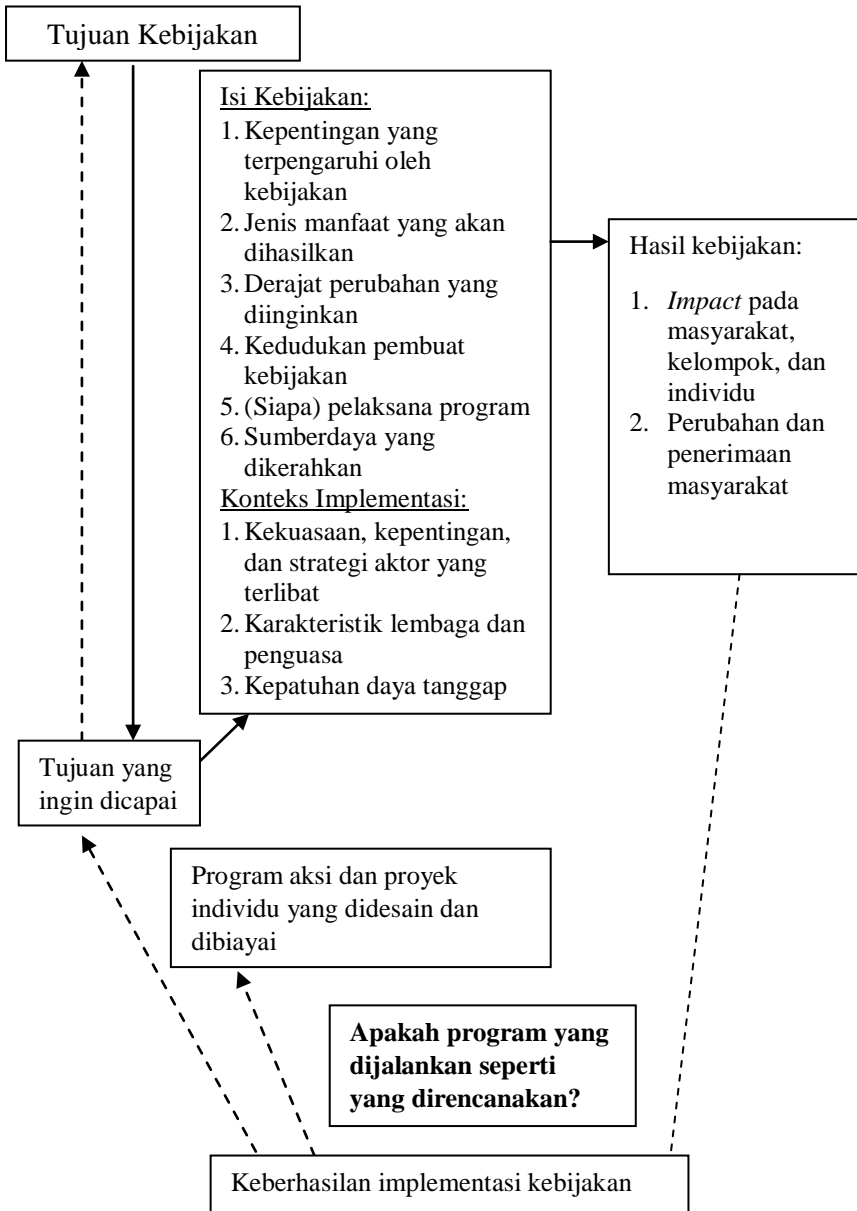 Tujuan Kebijakan
Isi Kebijakan:
1. Kepentingan yang
terpengaruhi oleh
kebijakan
2. Jenis manfaat yang akan
dihasilkan
3. Derajat perubahan yang
diinginkan
4. Kedudukan pembuat
kebijakan
5. (Siapa) pelaksana program
6. Sumberdaya yang
dikerahkan
Konteks Implementasi:
1. Kekuasaan, kepentingan,
dan strategi aktor yang
terlibat
2. Karakteristik lembaga dan
penguasa
3. Kepatuhan daya tanggap
Hasil kebijakan:
1. Impact pada
masyarakat,
kelompok, dan
individu
2. Perubahan dan
penerimaan
masyarakat
Tujuan yang
ingin dicapai
Program aksi dan proyek
individu yang didesain dan
dibiayai
Apakah program yang
dijalankan seperti
yang direncanakan?
Keberhasilan implementasi kebijakan